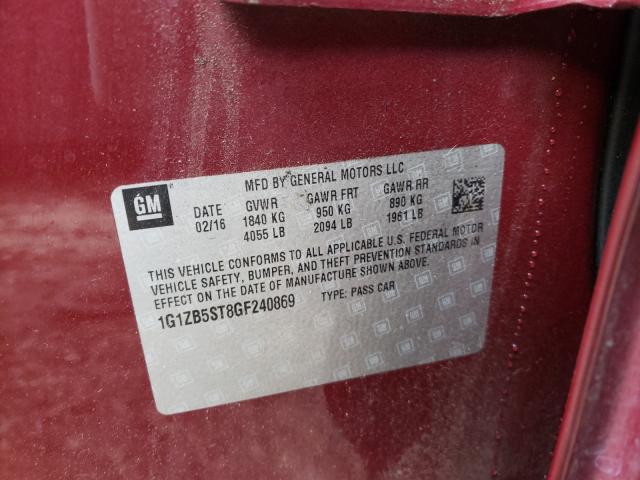 GM
MFD BY GENERAL MOTORS LLC
DATE GVWR GAWR FRT GAWR RR
02/16 1840 KG 950 KG 890 KG
4055 LB 2094 LB 1961 LB
THIS VEHICLE CONFORMS TO ALL APPLICABLE U.S. FEDERAL MOTOR
VEHICLE SAFETY, BUMPER, AND THEFT PREVENTION STANDARDS IN
EFFECT ON THE DATE OF MANUFACTURE SHOWN ABOVE.
1G1ZB5ST8GF240869 TYPE: PASS CAR